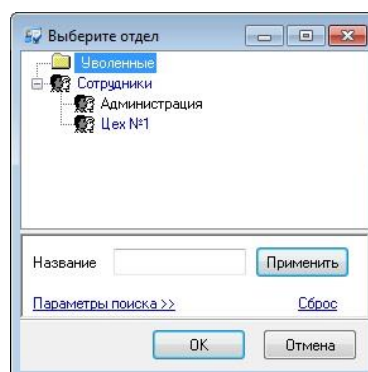 Выберите отдел
Уволенные
Сотрудники
Администрация
Цех №1
Название
Применить
Параметры поиска >>
Сброс
OK
Отмена